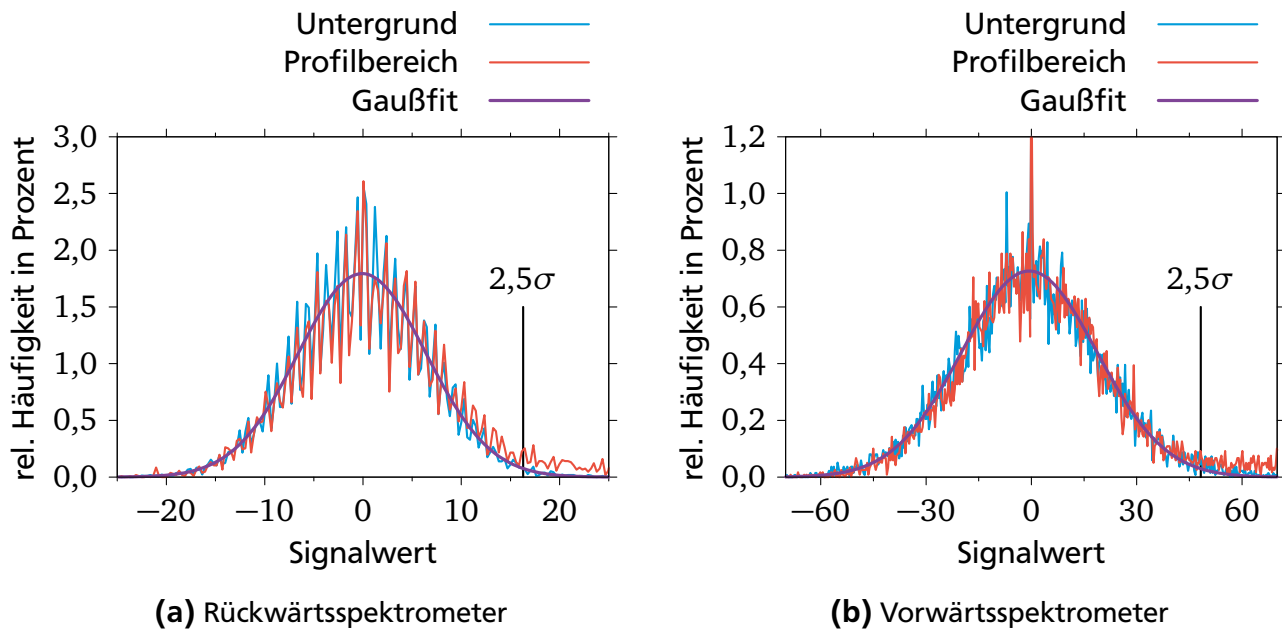 Untergrund
Profilbereich
Gaußfit
rel. Häufigkeit in Prozent
3,0
2,5
2,0
1,5
1,0
0,5
0,0
2,5σ
−20 −10 0 10 20
Signalwert
(a) Rückwärtsspektrometer
Untergrund
Profilbereich
Gaußfit
rel. Häufigkeit in Prozent
1,2
1,0
0,8
0,6
0,4
0,2
0,0
2,5σ
−60 −30 0 30 60
Signalwert
(b) Vorwärtsspektrometer